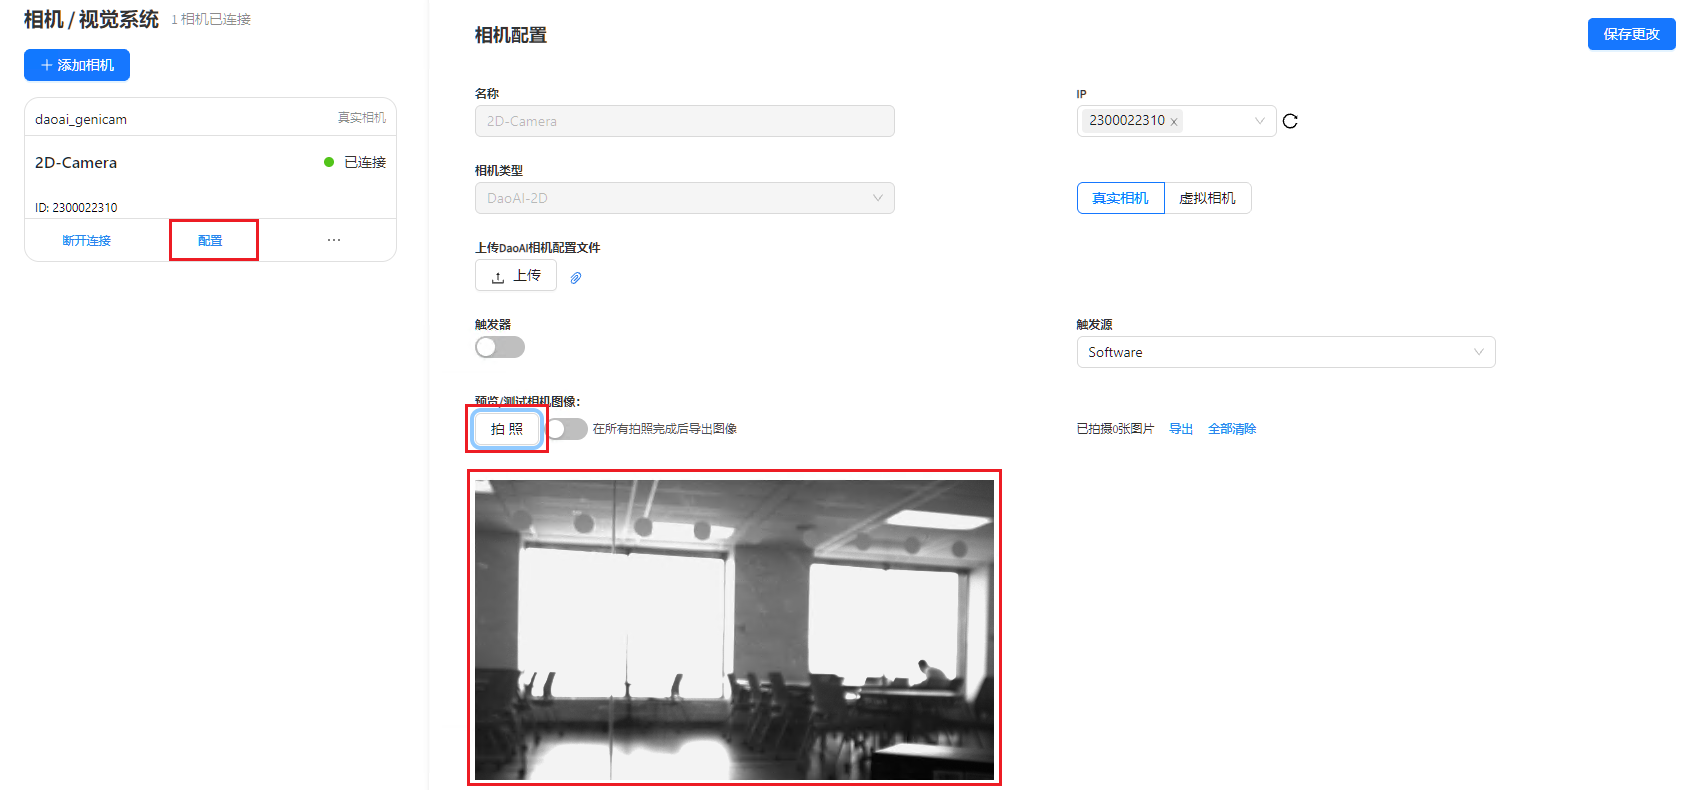 相机 / 视觉系统 1 相机已连接
+ 添加相机
daoai_genicam 真实相机
2D-Camera 已连接
ID: 2300022310
断开连接 配置 ...
相机配置 保存更改
名称 IP
2D-Camera 2300022310 x
相机类型
DaoAI-2D 真实相机 虚拟相机
上传DaoAI相机配置文件
上传
触发器 触发源
Software
预览/测试相机图像:
拍 照 在所有拍照完成后导出图像 已拍摄0张图片 导出 全部清除